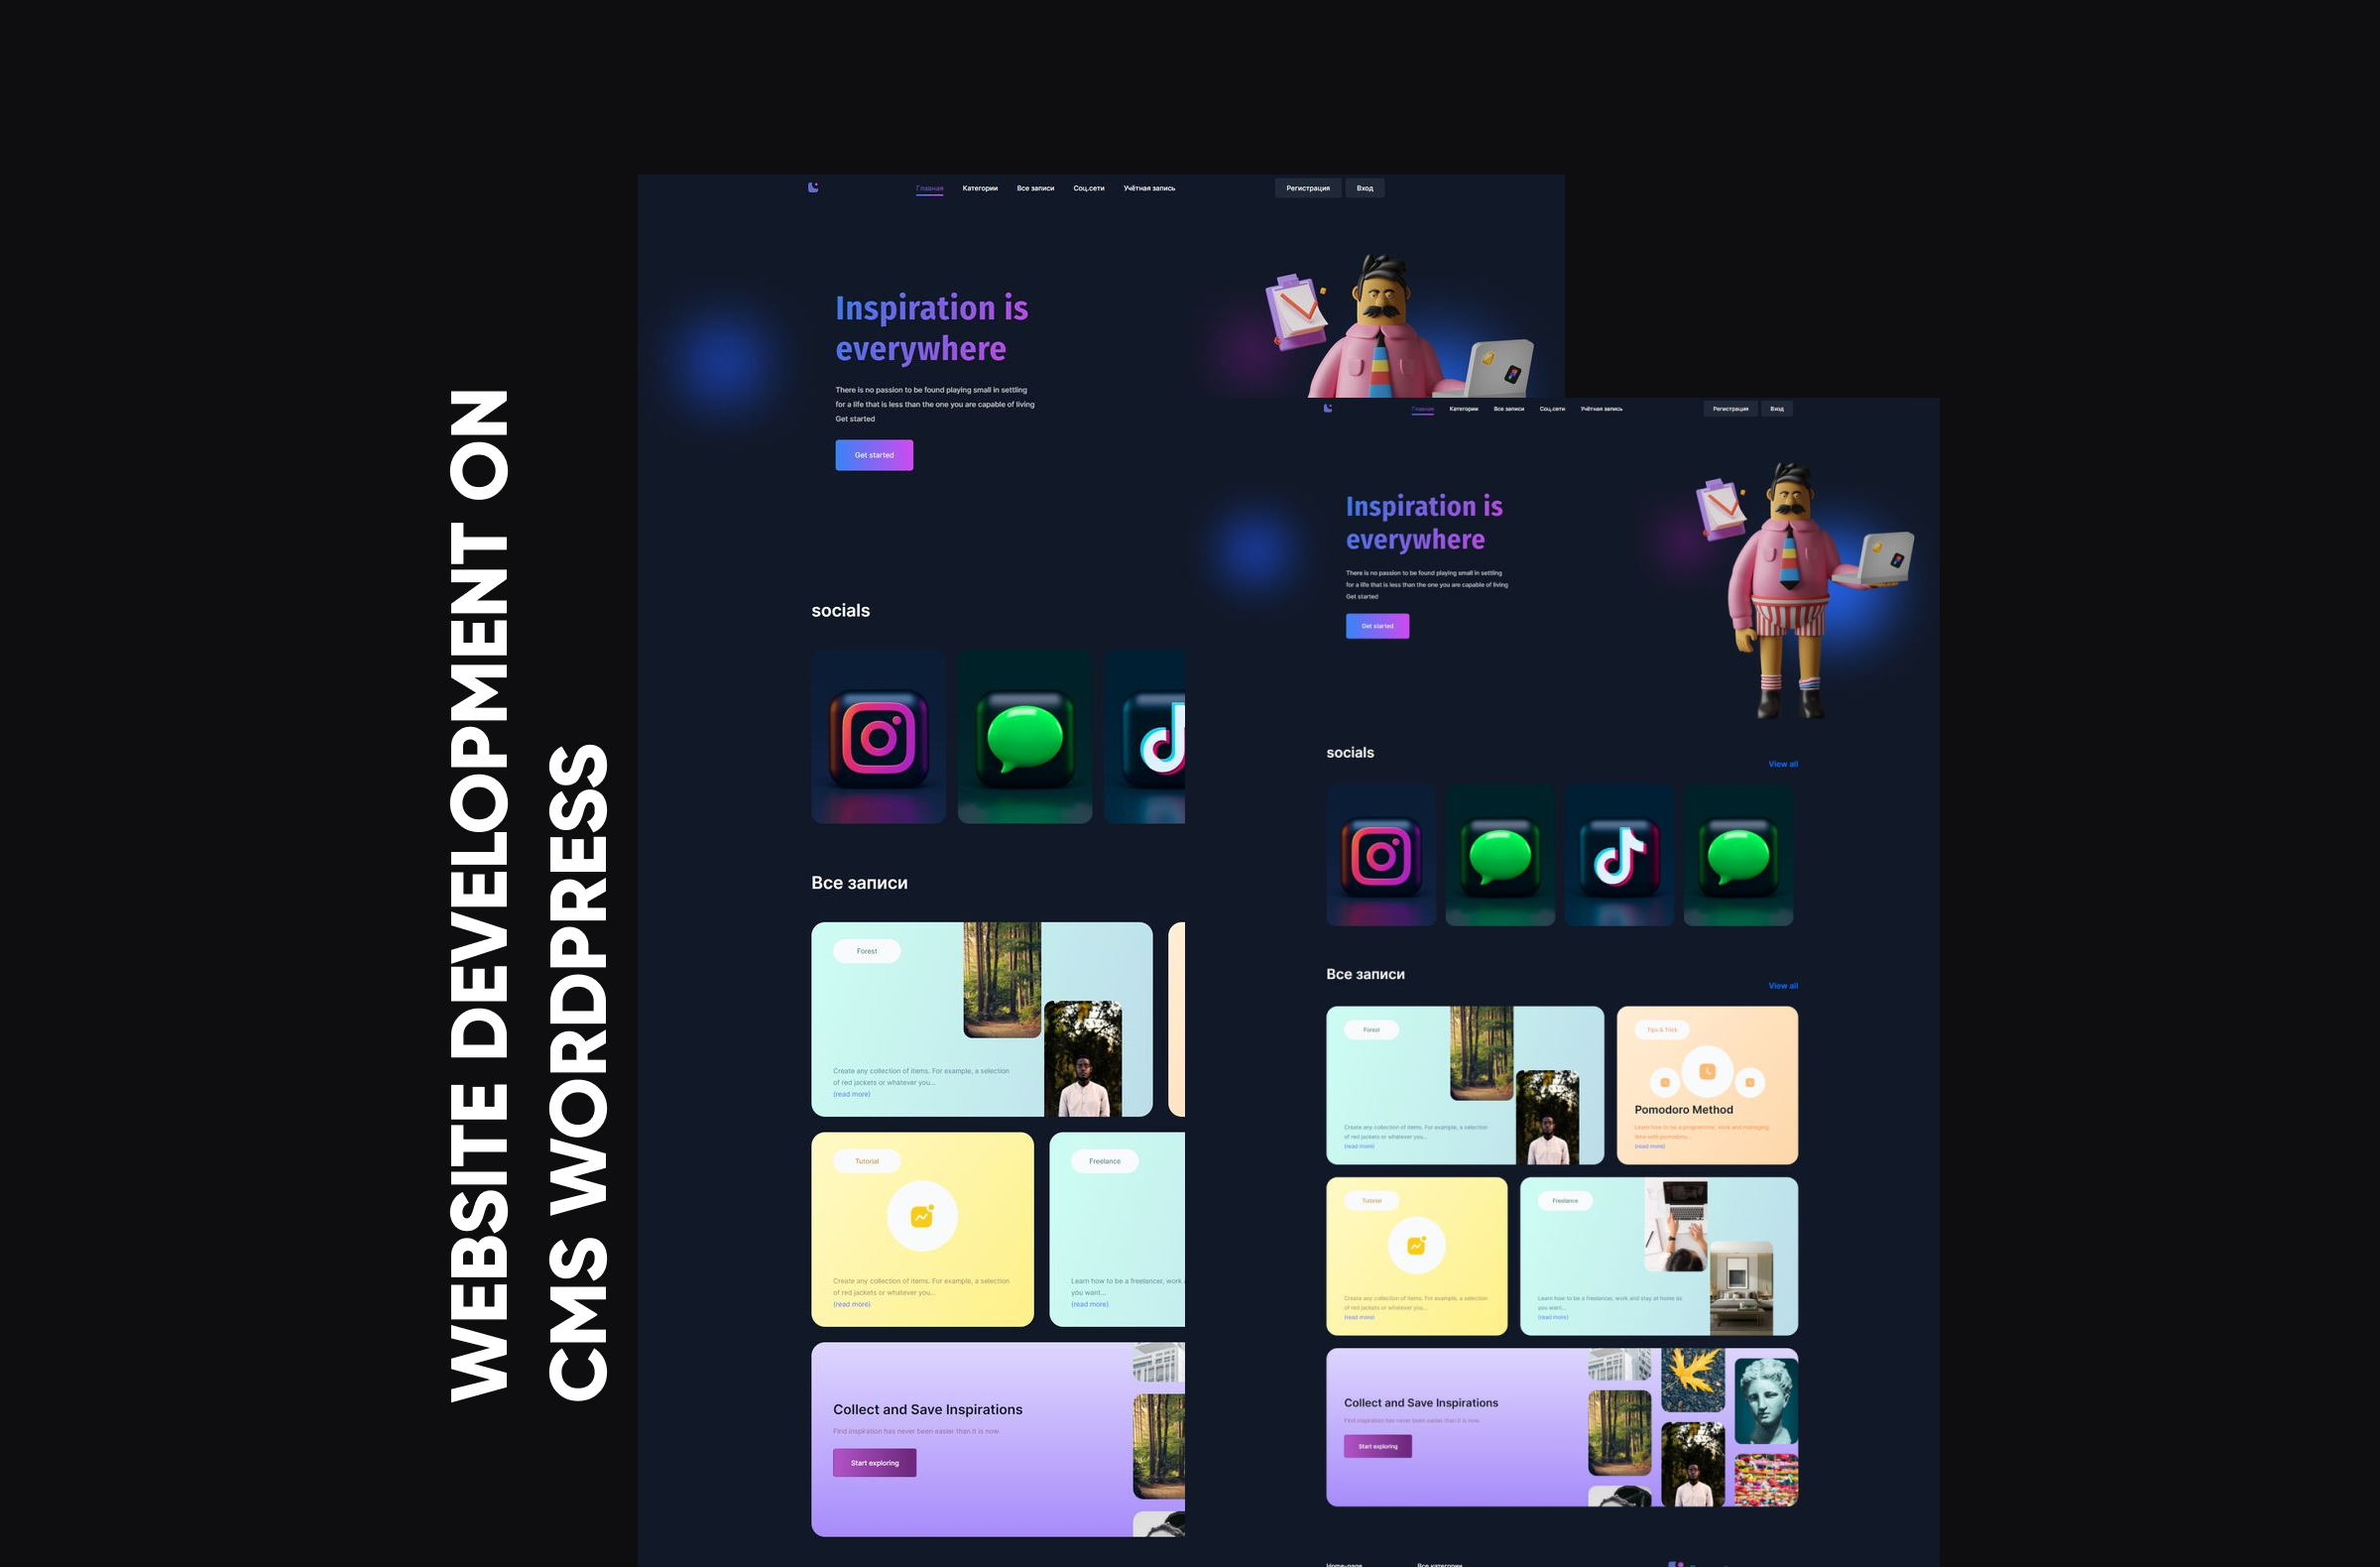 WEBSITE DEVELOPMENT ON
CMS WORDPRESS
Главная Категории Все записи Соц.сети Учётная запись Регистрация Вход
Inspiration is
everywhere
There is no passion to be found playing small in settling
for a life that is less than the one you are capable of living
Get started
Get started
socials
Все записи
Forest
Create any collection of items. For example, a selection
of red jackets or whatever you...
(read more)
Tutorial
Create any collection of items. For example, a selection
of red jackets or whatever you...
(read more)
Freelance
Learn how to be a freelancer, work
you want...
(read more)
Collect and Save Inspirations
Find inspiration has never been easier than it is now.
Start exploring
Главная Категории Все записи Соц.сети Учётная запись Регистрация Вход
Inspiration is
everywhere
There is no passion to be found playing small in settling
for a life that is less than the one you are capable of living
Get started
Get started
socials
View all
Все записи
View all
Forest
Create any collection of items. For example, a selection
of red jackets or whatever you...
(read more)
Tips & Trick
Pomodoro Method
Learn how to be a programmer, work and managing
time with pomodoro...
(read more)
Tutorial
Create any collection of items. For example, a selection
of red jackets or whatever you...
(read more)
Freelance
Learn how to be a freelancer, work and stay at home as
you want...
(read more)
Collect and Save Inspirations
Find inspiration has never been easier than it is now.
Start exploring
Home-page Все категории